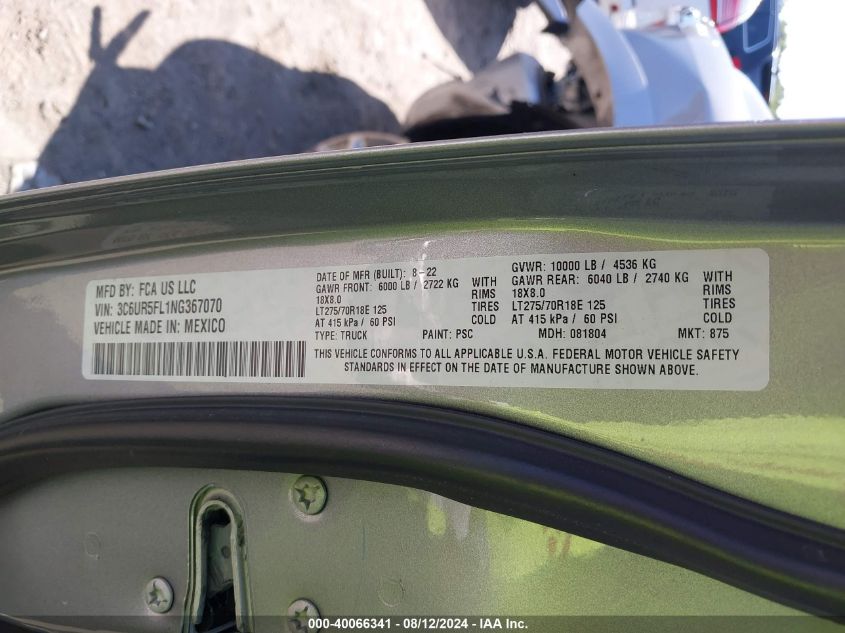 MFD BY: FCA US LLC
VIN: 3C6UR5FL1NG367070
VEHICLE MADE IN: MEXICO
DATE OF MFR (BUILT): 8-22
GAWR FRONT: 6000 LB / 2722 KG WITH
18X8.0 RIMS
LT275/70R18E 125 TIRES
AT 415 kPa / 60 PSI COLD
TYPE: TRUCK PAINT: PSC
GVWR: 10000 LB / 4536 KG
GAWR REAR: 6040 LB / 2740 KG WITH
18X8.0 RIMS
LT275/70R18E 125 TIRES
AT 415 kPa / 60 PSI COLD
MDH: 081804 MKT: 875
THIS VEHICLE CONFORMS TO ALL APPLICABLE U.S.A. FEDERAL MOTOR VEHICLE SAFETY
STANDARDS IN EFFECT ON THE DATE OF MANUFACTURE SHOWN ABOVE.
000-40066341 - 08/12/2024 - IAA Inc.